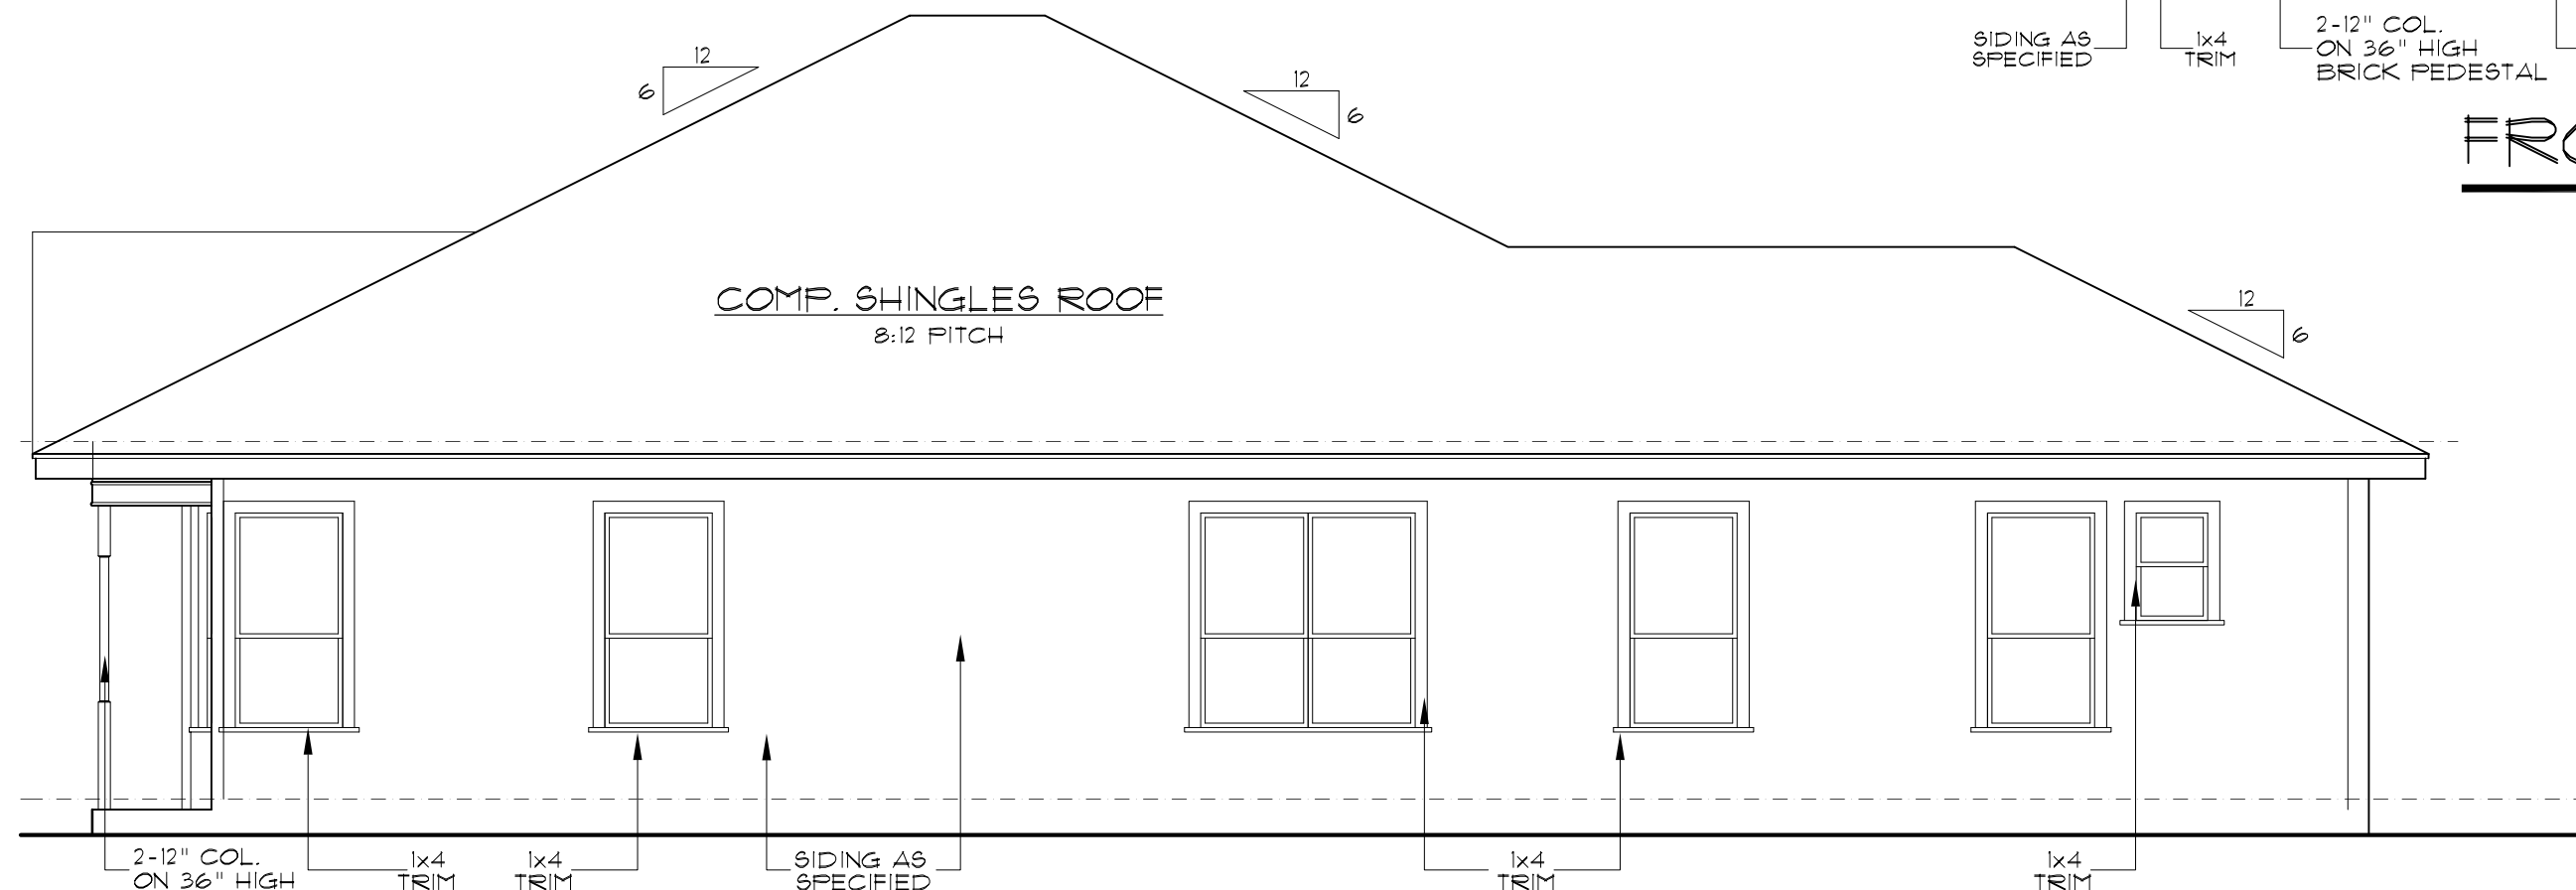 SIDING AS
SPECIFIED
1x4
TRIM
2-12" COL.
ON 36" HIGH
BRICK PEDESTAL
12
6
12
6
COMP. SHINGLES ROOF
8:12 PITCH
12
6
2-12" COL.
ON 36" HIGH
1x4
TRIM
1x4
TRIM
SIDING AS
SPECIFIED
1x4
TRIM
1x4
TRIM